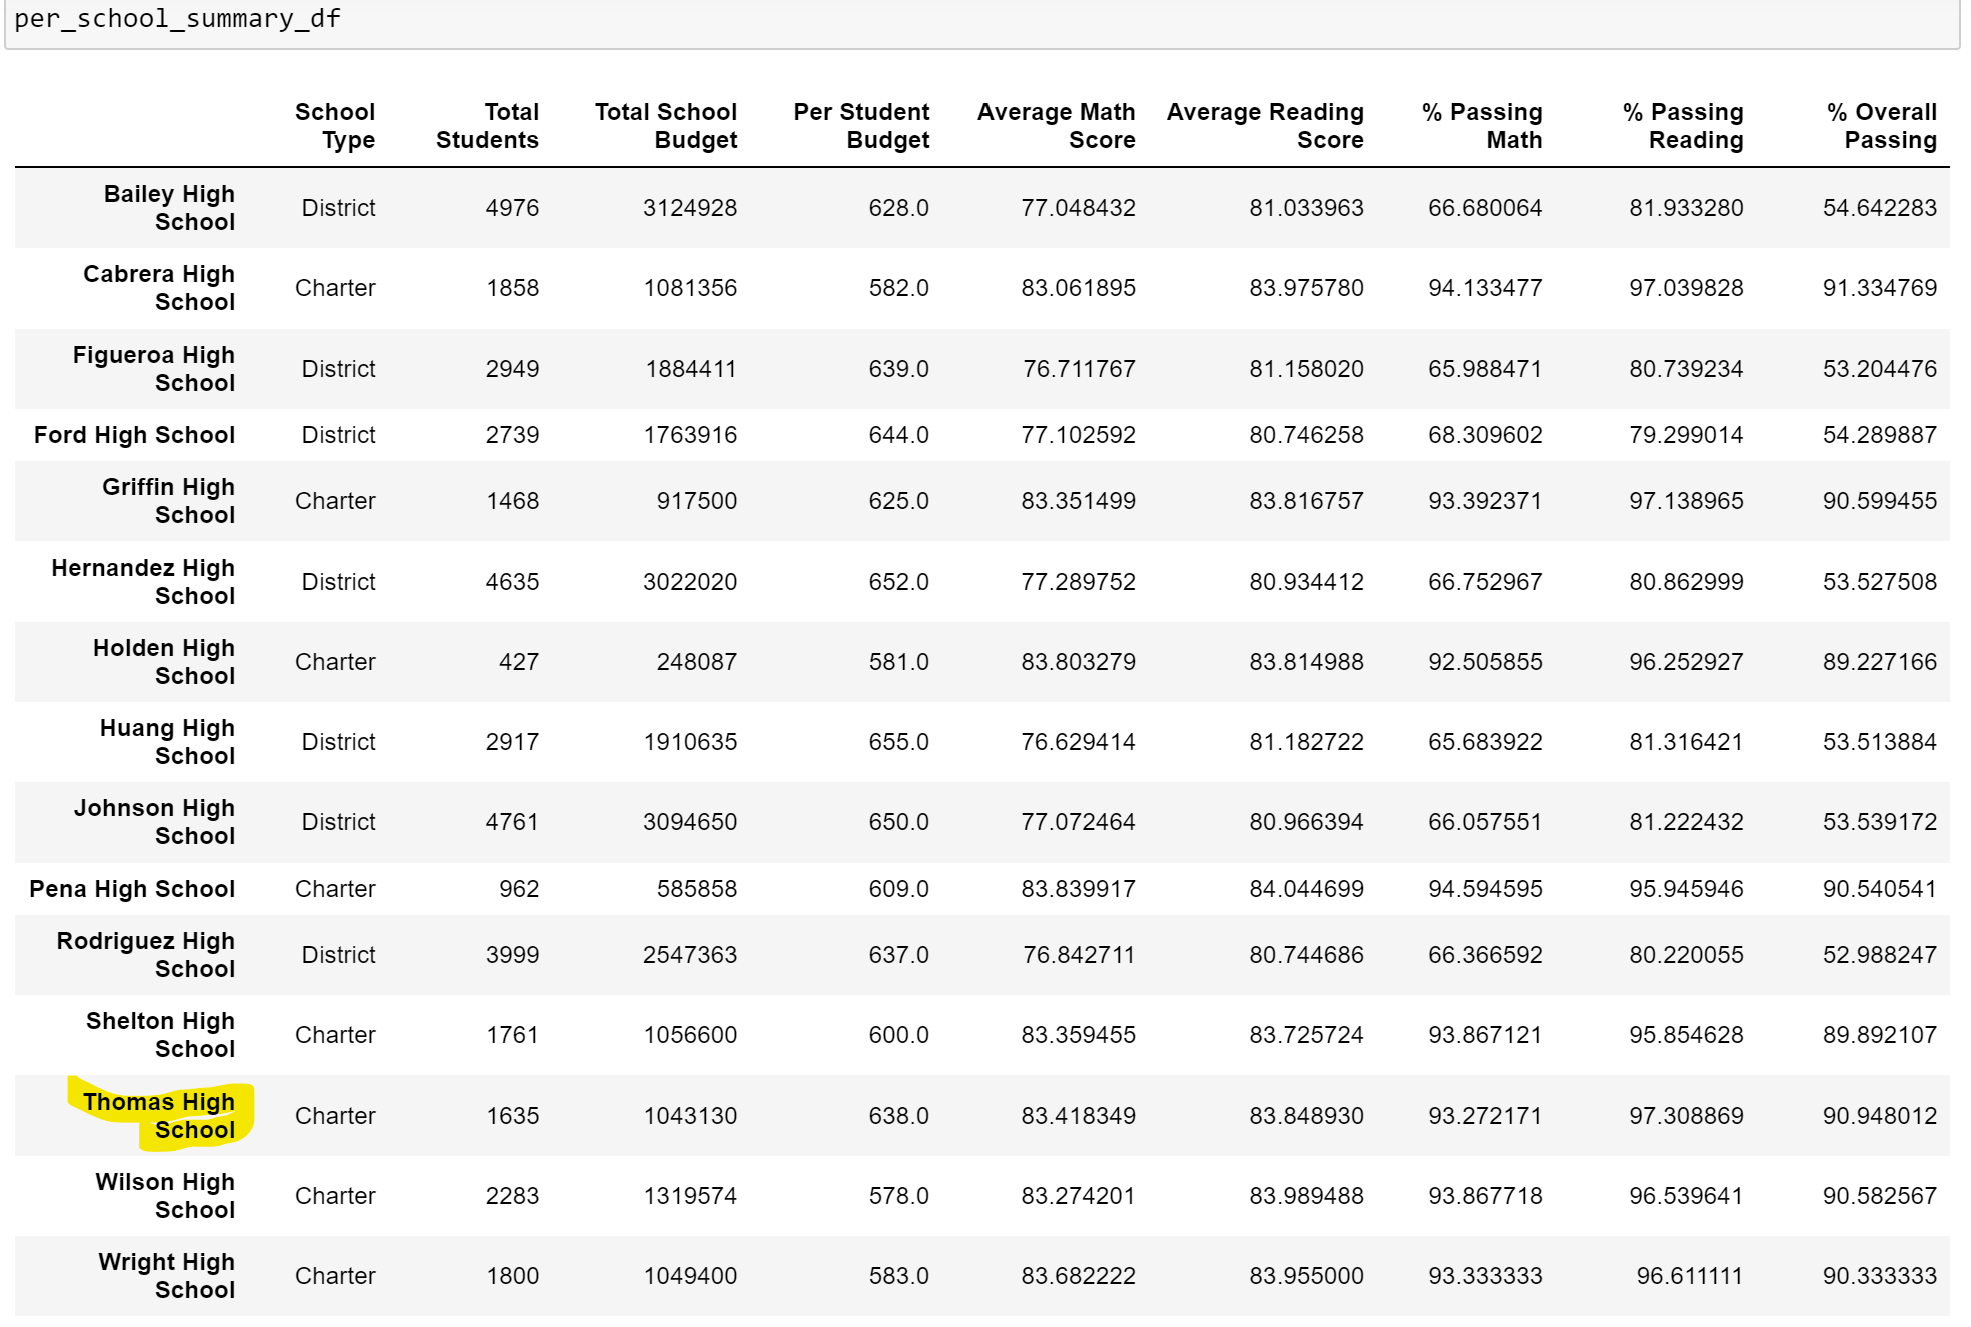 per_school_summary_df
School Type Total Students Total School Budget Per Student Budget Average Math Score Average Reading Score % Passing Math % Passing Reading % Overall Passing
Bailey High School District 4976 3124928 628.0 77.048432 81.033963 66.680064 81.933280 54.642283
Cabrera High School Charter 1858 1081356 582.0 83.061895 83.975780 94.133477 97.039828 91.334769
Figueroa High School District 2949 1884411 639.0 76.711767 81.158020 65.988471 80.739234 53.204476
Ford High School District 2739 1763916 644.0 77.102592 80.746258 68.309602 79.299014 54.289887
Griffin High School Charter 1468 917500 625.0 83.351499 83.816757 93.392371 97.138965 90.599455
Hernandez High School District 4635 3022020 652.0 77.289752 80.934412 66.752967 80.862999 53.527508
Holden High School Charter 427 248087 581.0 83.803279 83.814988 92.505855 96.252927 89.227166
Huang High School District 2917 1910635 655.0 76.629414 81.182722 65.683922 81.316421 53.513884
Johnson High School District 4761 3094650 650.0 77.072464 80.966394 66.057551 81.222432 53.539172
Pena High School Charter 962 585858 609.0 83.839917 84.044699 94.594595 95.945946 90.540541
Rodriguez High School District 3999 2547363 637.0 76.842711 80.744686 66.366592 80.220055 52.988247
Shelton High School Charter 1761 1056600 600.0 83.359455 83.725724 93.867121 95.854628 89.892107
Thomas High School Charter 1635 1043130 638.0 83.418349 83.848930 93.272171 97.308869 90.948012
Wilson High School Charter 2283 1319574 578.0 83.274201 83.989488 93.867718 96.539641 90.582567
Wright High School Charter 1800 1049400 583.0 83.682222 83.955000 93.333333 96.611111 90.333333